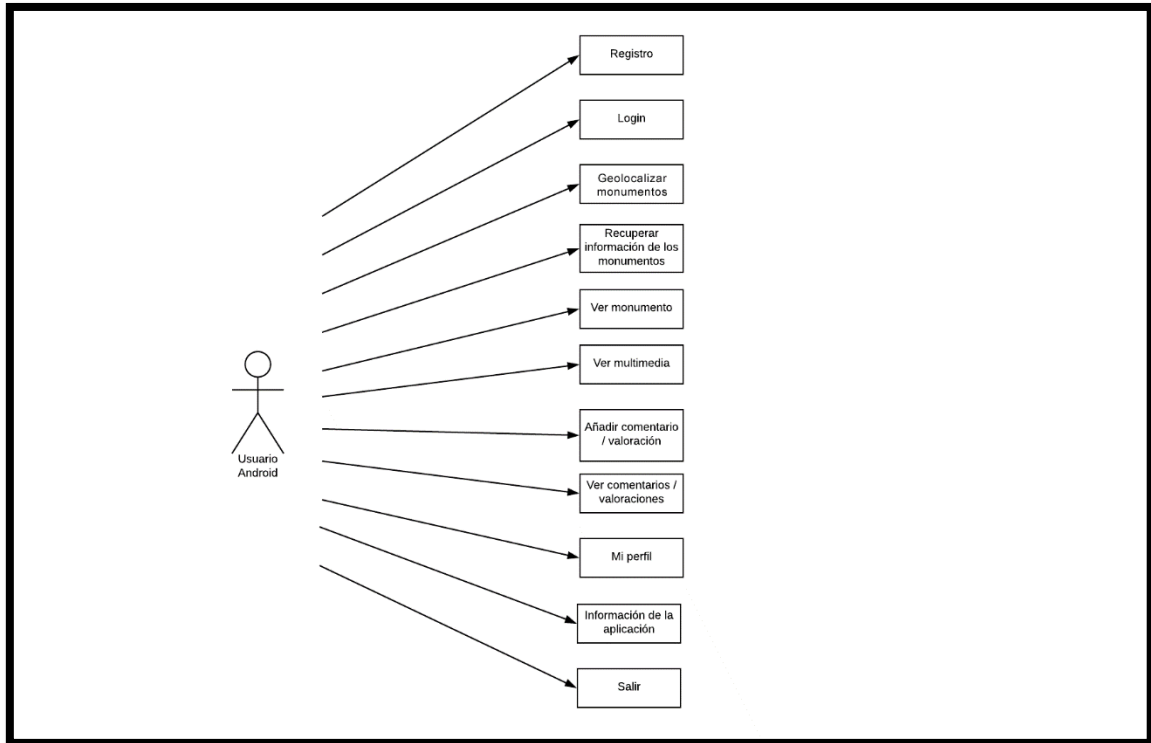 Registro
Login
Geolocalizar
monumentos
Recuperar
información de los
monumentos
Ver monumento
Ver multimedia
Usuario
Android
Añadir comentario
/ valoración
Ver comentarios /
valoraciones
Mi perfil
Información de la
aplicación
Salir